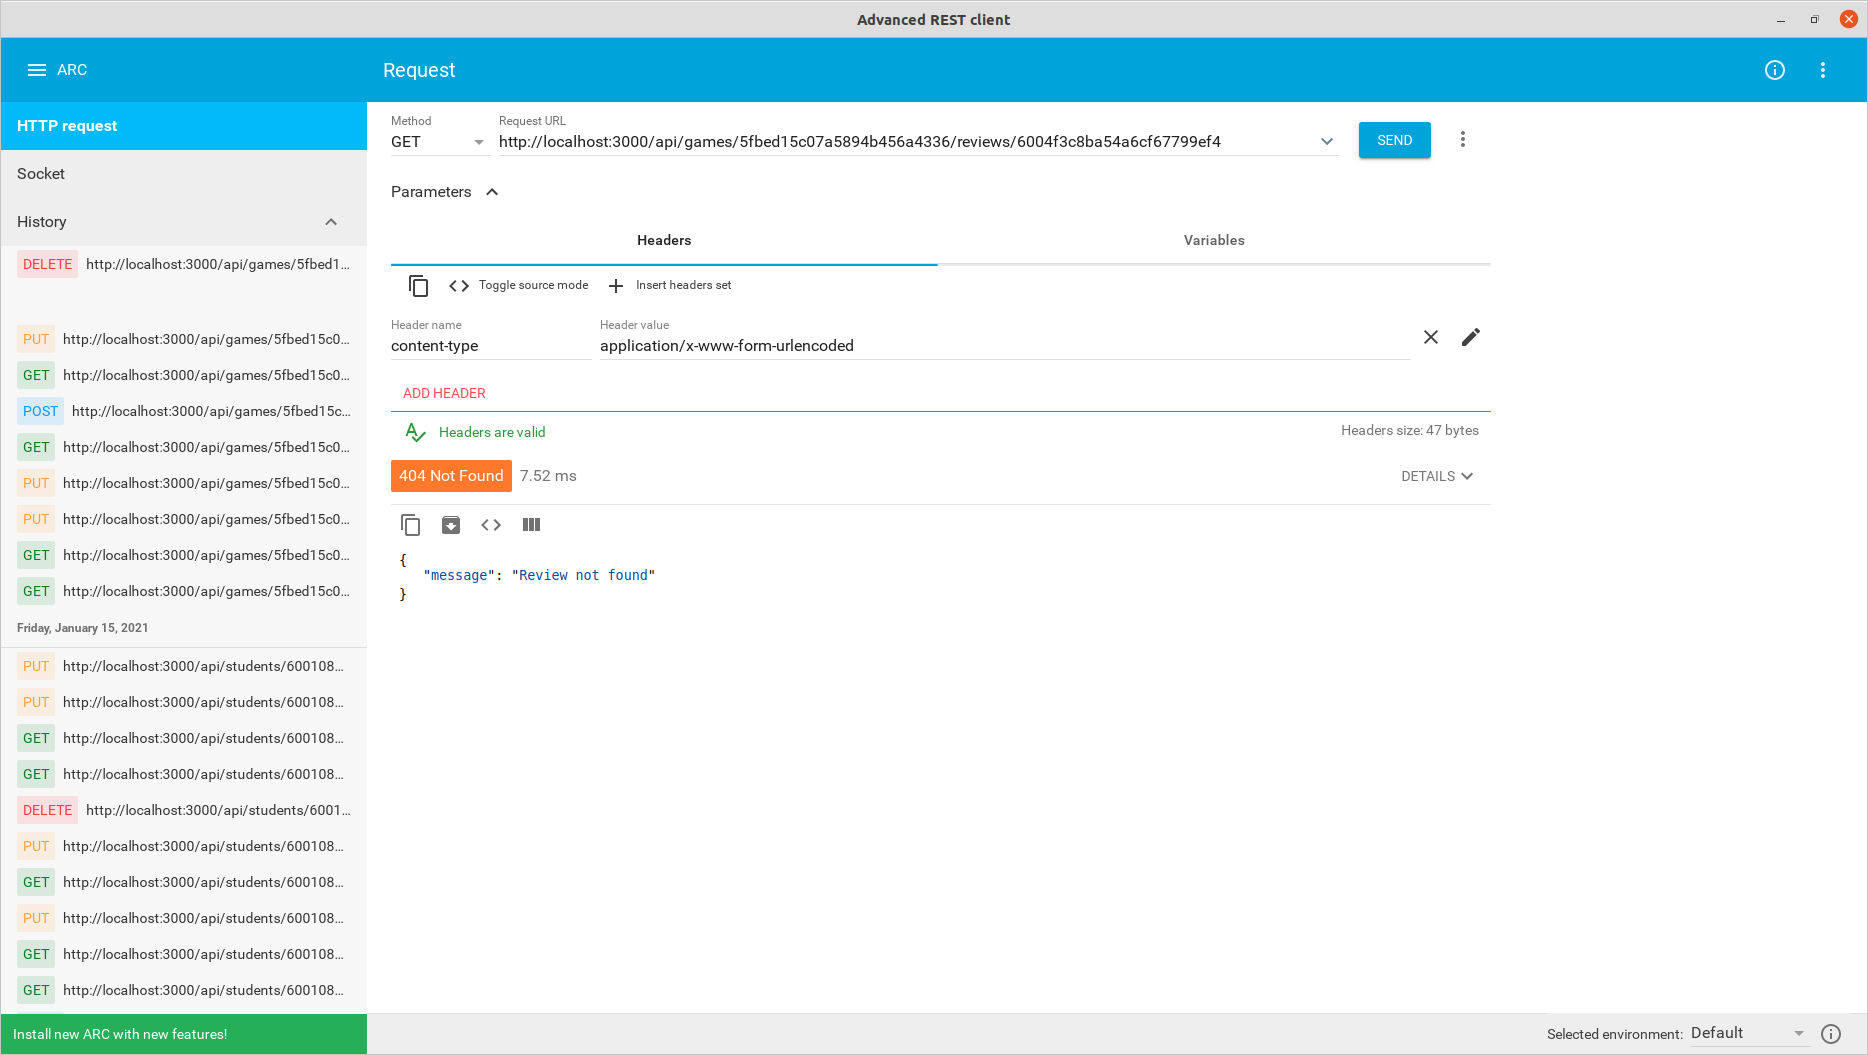 Advanced REST client
ARC
Request
HTTP request
Socket
History
DELETE http://localhost:3000/api/games/5fbed1...
PUT http://localhost:3000/api/games/5fbed15c0...
GET http://localhost:3000/api/games/5fbed15c0...
POST http://localhost:3000/api/games/5fbed15c...
GET http://localhost:3000/api/games/5fbed15c0...
PUT http://localhost:3000/api/games/5fbed15c0...
PUT http://localhost:3000/api/games/5fbed15c0...
GET http://localhost:3000/api/games/5fbed15c0...
GET http://localhost:3000/api/games/5fbed15c0...
Friday, January 15, 2021
PUT http://localhost:3000/api/students/600108...
PUT http://localhost:3000/api/students/600108...
GET http://localhost:3000/api/students/600108...
GET http://localhost:3000/api/students/600108...
DELETE http://localhost:3000/api/students/6001...
PUT http://localhost:3000/api/students/600108...
GET http://localhost:3000/api/students/600108...
PUT http://localhost:3000/api/students/600108...
GET http://localhost:3000/api/students/600108...
GET http://localhost:3000/api/students/600108...
Install new ARC with new features!
Method
GET
Request URL
http://localhost:3000/api/games/5fbed15c07a5894b456a4336/reviews/6004f3c8ba54a6cf67799ef4
SEND
Parameters
Headers
Variables
Toggle source mode
Insert headers set
Header name
content-type
Header value
application/x-www-form-urlencoded
ADD HEADER
Headers are valid
Headers size: 47 bytes
404 Not Found 7.52 ms
DETAILS
{
"message": "Review not found"
}
Selected environment: Default